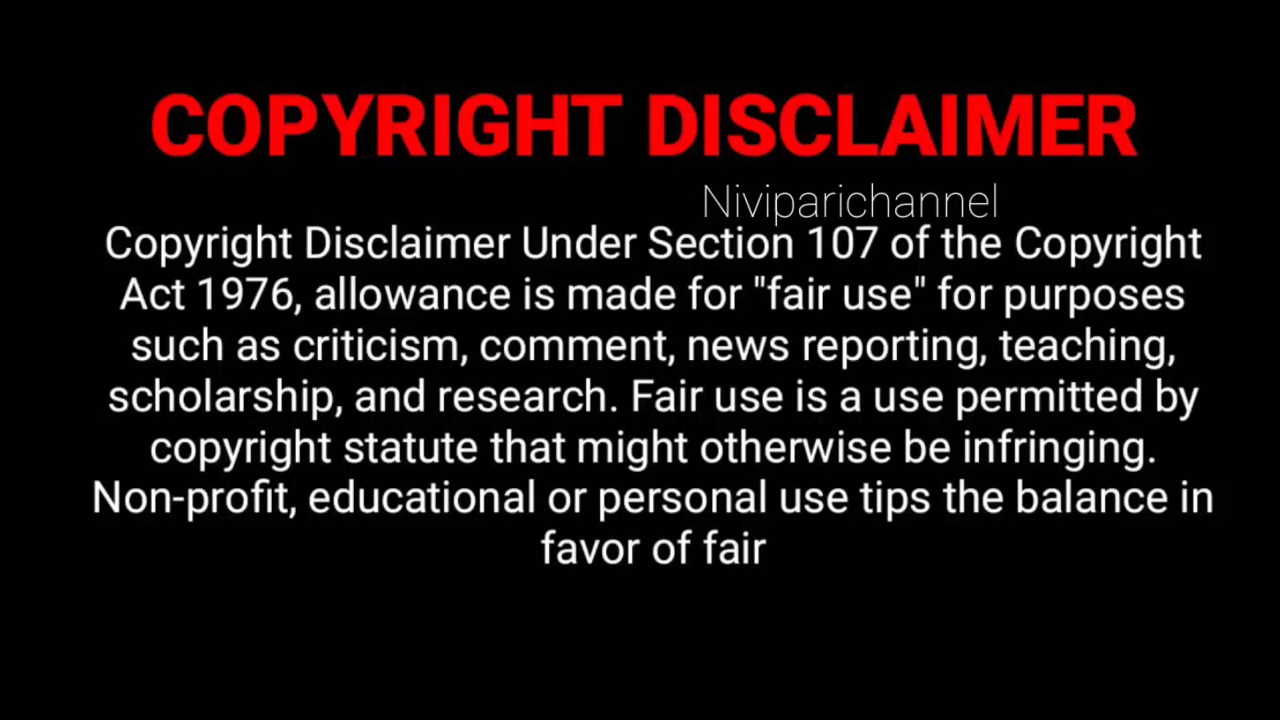 COPYRIGHT DISCLAIMER
Niviparichannel
Copyright Disclaimer Under Section 107 of the Copyright
Act 1976, allowance is made for "fair use" for purposes
such as criticism, comment, news reporting, teaching,
scholarship, and research. Fair use is a use permitted by
copyright statute that might otherwise be infringing.
Non-profit, educational or personal use tips the balance in
favor of fair